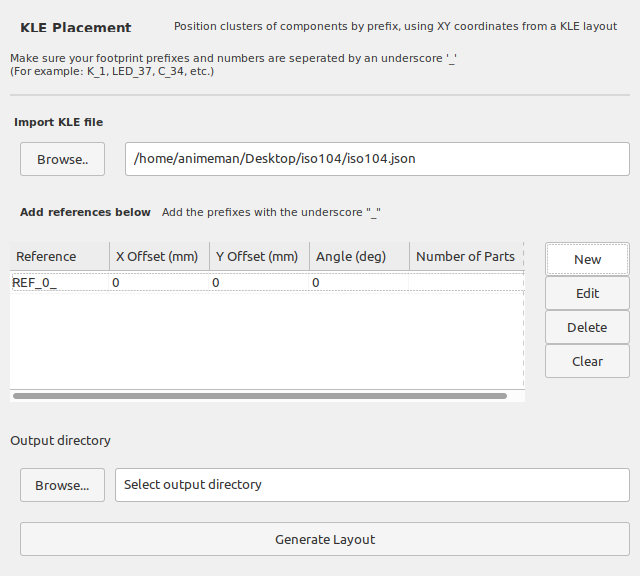 KLE Placement
Position clusters of components by prefix, using XY coordinates from a KLE layout
Make sure your footprint prefixes and numbers are seperated by an underscore '_'
(For example: K_1, LED_37, C_34, etc.)
Import KLE file
Browse..
/home/animeman/Desktop/iso104/iso104.json
Add references below
Add the prefixes with the underscore "_"
Reference X Offset (mm) Y Offset (mm) Angle (deg) Number of Parts
REF_0_ 0 0 0
New
Edit
Delete
Clear
Output directory
Browse...
Select output directory
Generate Layout